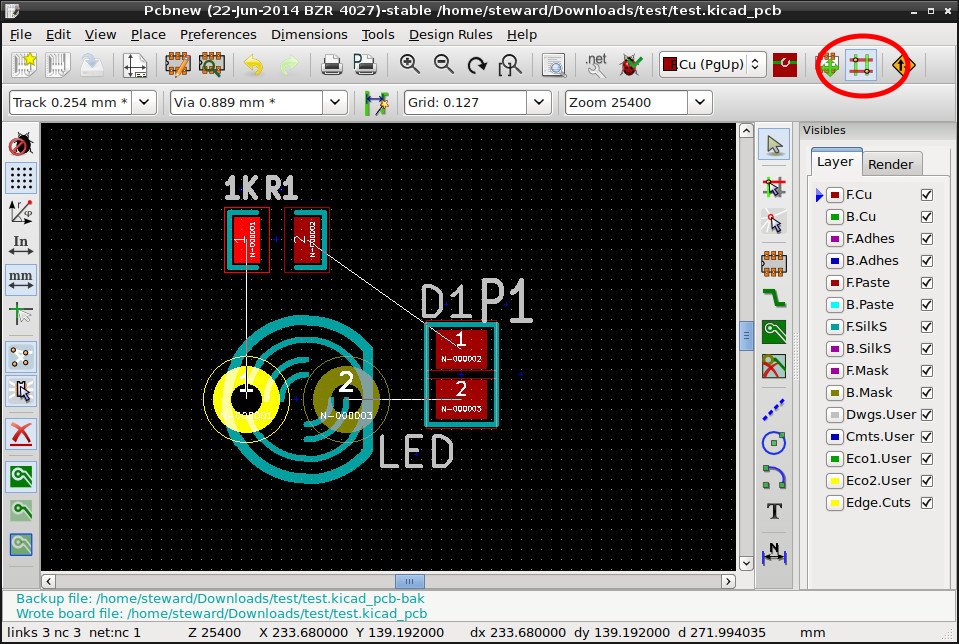 Pcbnew (22-Jun-2014 BZR 4027)-stable /home/steward/Downloads/test/test.kicad_pcb
File Edit View Place Preferences Dimensions Tools Design Rules Help
.net
F.Cu (PgUp)
Track 0.254 mm * Via 0.889 mm * Grid: 0.127 Zoom 25400
Visibles
Layer Render
F.Cu
B.Cu
F.Adhes
B.Adhes
F.Paste
B.Paste
F.SilkS
B.SilkS
F.Mask
B.Mask
Dwgs.User
Cmts.User
Eco1.User
Eco2.User
Edge.Cuts
In
mm
1K R1
1 N-000001
2 N-000002
D1 P1
1
N-000002
2
N-000003
1
2
N-000003
LED
T
N
Backup file: /home/steward/Downloads/test/test.kicad_pcb-bak
Wrote board file: /home/steward/Downloads/test/test.kicad_pcb
links 3 nc 3 net:nc 1 Z 25400 X 233.680000 Y 139.192000 dx 233.680000 dy 139.192000 d 271.994035 mm